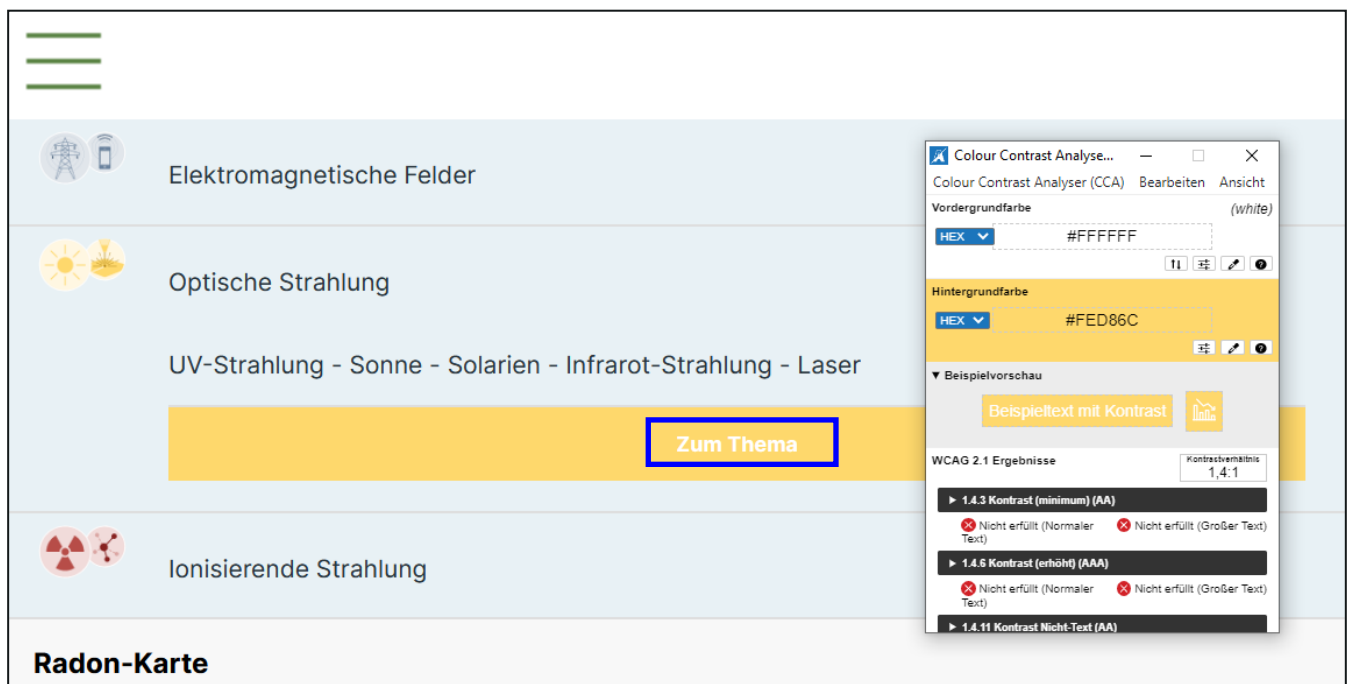 Elektromagnetische Felder
Optische Strahlung
UV-Strahlung - Sonne - Solarien - Infrarot-Strahlung - Laser
Zum Thema
Ionisierende Strahlung
Radon-Karte
Colour Contrast Analyse...
Colour Contrast Analyser (CCA) Bearbeiten Ansicht
Vordergrundfarbe (white)
HEX #FFFFFF
Hintergrundfarbe
HEX #FED86C
▼ Beispielvorschau
Beispieltext mit Kontrast
WCAG 2.1 Ergebnisse
Kontrastverhältnis
1,4:1
► 1.4.3 Kontrast (minimum) (AA)
Nicht erfüllt (Normaler Nicht erfüllt (Großer Text)
Text)
► 1.4.6 Kontrast (erhöht) (AAA)
Nicht erfüllt (Normaler Nicht erfüllt (Großer Text)
Text)
► 1.4.11 Kontrast Nicht-Text (AA)